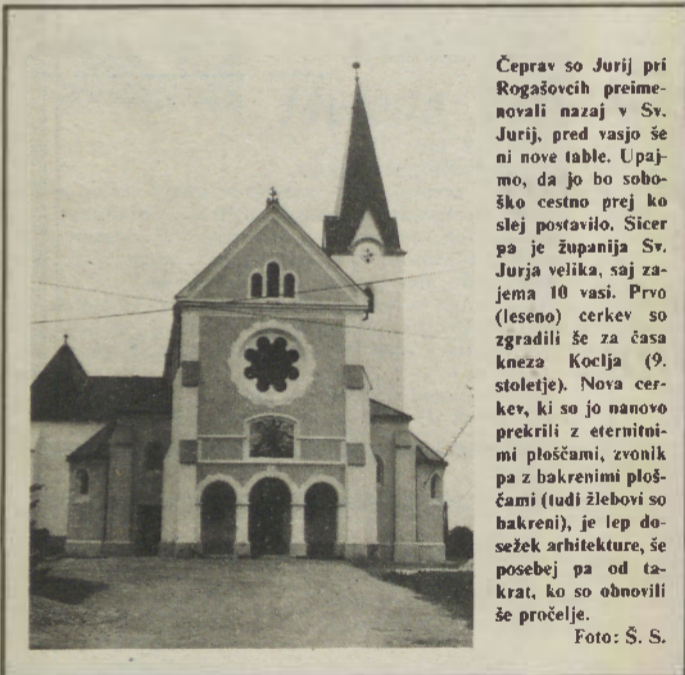 Čeprav so Jurij pri
Rogašovcih preime-
novali nazaj v Sv.
Jurij, pred vasjo še
ni nove table. Upaj-
mo, da jo bo sobo-
ško cestno prej ko
slej postavilo. Sicer
pa je županija Sv.
Jurja velika, saj za-
jema 10 vasi. Prvo
(leseno) cerkev so
zgradili še za časa
kneza Koclja (9.
stoletje). Nova cer-
kev, ki so jo nanovo
prekrili z eternitni-
mi ploščami, zvonik
pa z bakrenimi ploš-
čami (tudi žlebovi so
bakreni), je lep do-
sežek arhitekture, še
posebej pa od ta-
krat, ko so obnovili
še pročelje.
Foto: Š. S.